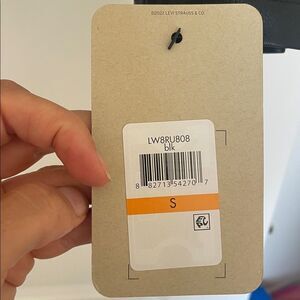 ©2021 LEVI STRAUSS & CO.
LW8RU808
blk
8 82713 54270 7
S